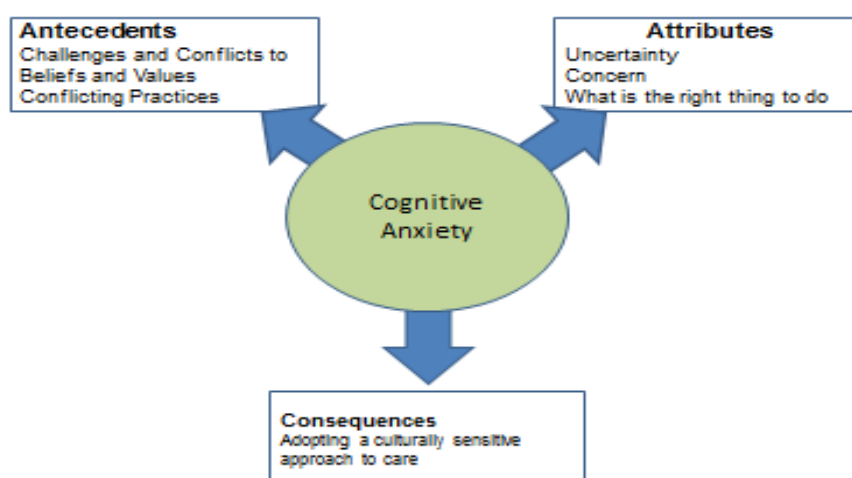 Antecedents
Challenges and Conflicts to
Beliefs and Values
Conflicting Practices
Attributes
Uncertainty
Concern
What is the right thing to do
Cognitive
Anxiety
Consequences
Adopting a culturally sensitive
approach to care